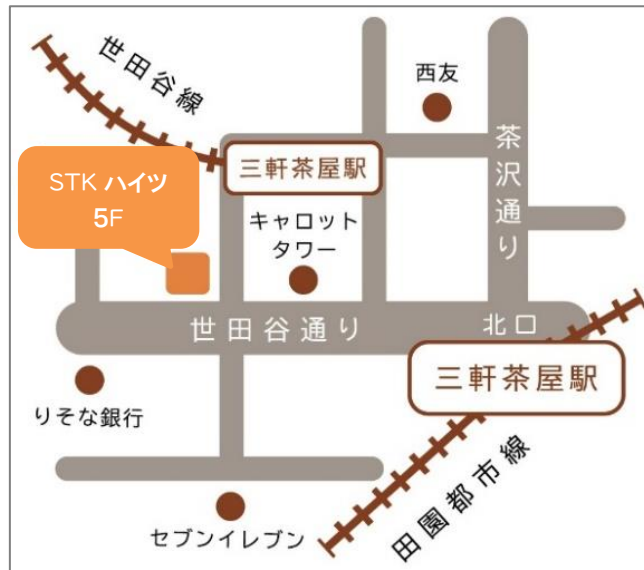 世田谷線
西友
茶沢通り
三軒茶屋駅
STK ハイツ
5F
キャロット
タワー
世田谷通り
北口
三軒茶屋駅
りそな銀行
田園都市線
セブンイレブン